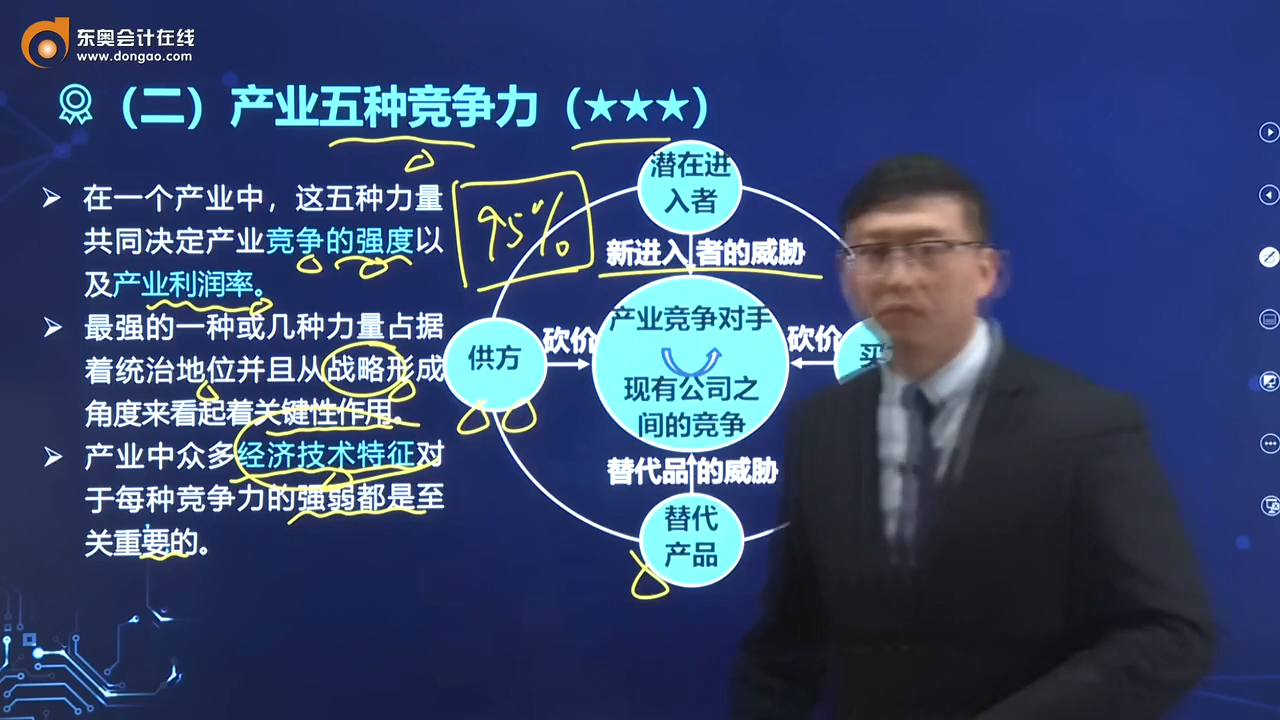 东奥会计在线
www.dongao.com
（二）产业五种竞争力（★★★）
在一个产业中，这五种力量
共同决定产业竞争的强度以
及产业利润率。
最强的一种或几种力量占据
着统治地位并且从战略形成
角度来看起着关键性作用。
产业中众多经济技术特征对
于每种竞争力的强弱都是至
关重要的。
95%
潜在进
入者
新进入者的威胁
供方
砍价
产业竞争对手
现有公司之
间的竞争
砍价
买
替代品的威胁
替代
产品